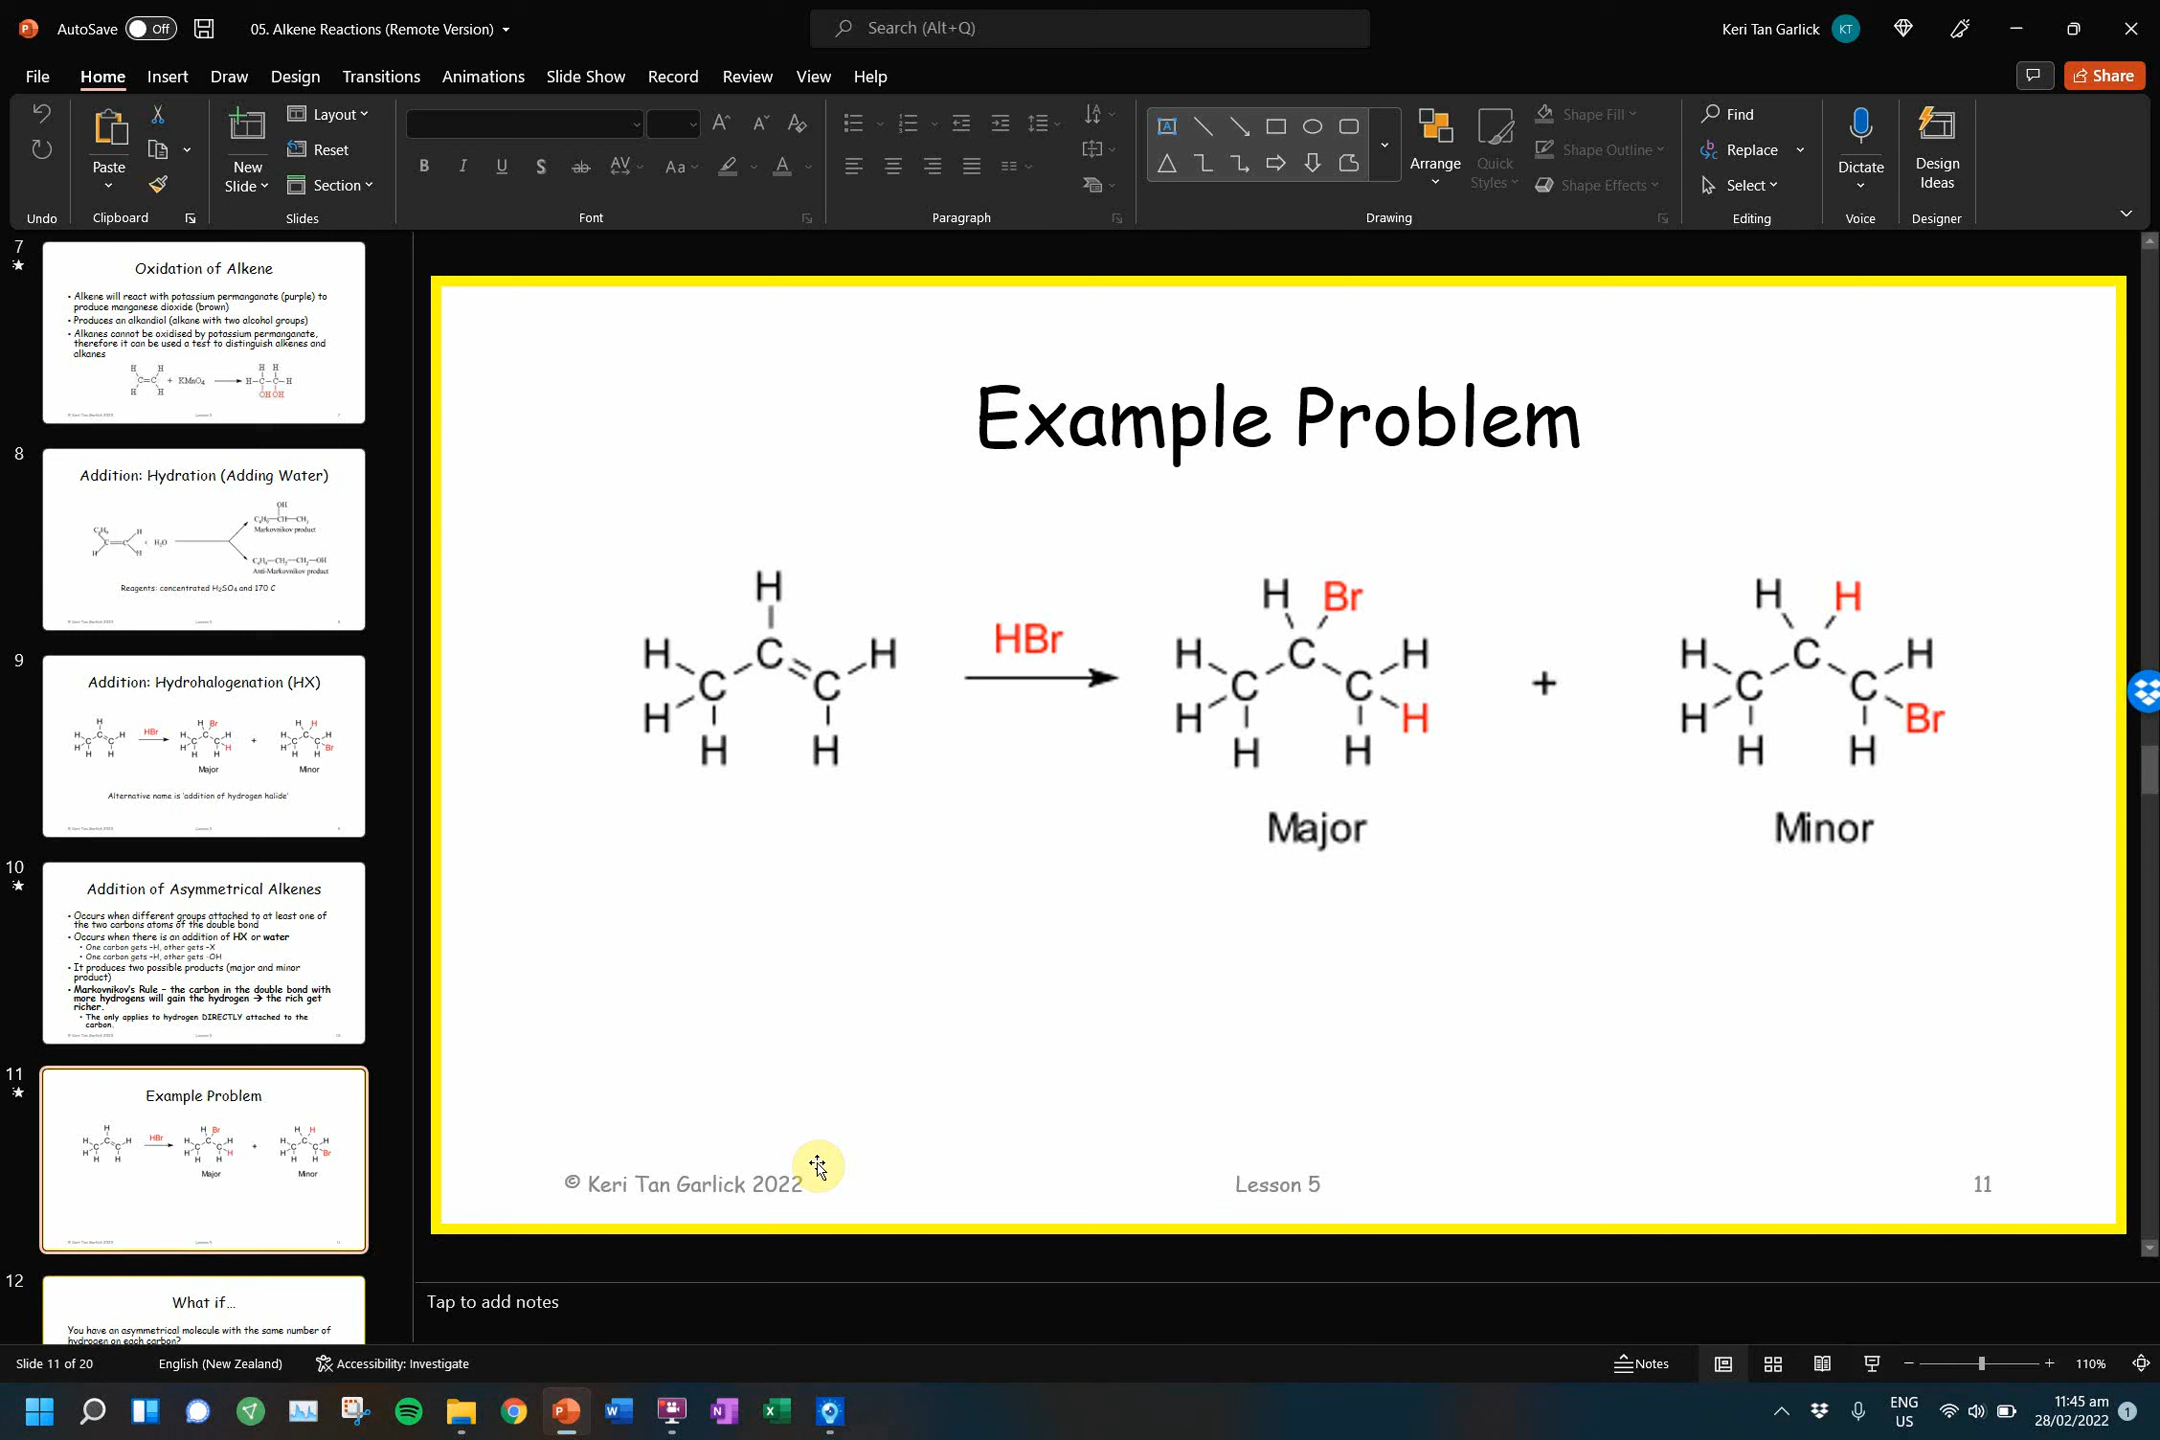 AutoSave Off
05. Alkene Reactions (Remote Version)
Search (Alt+Q)
Keri Tan Garlick KT
File Home Insert Draw Design Transitions Animations Slide Show Record Review View Help
Share
Paste
New Slide
Layout
Reset
Section
Arrange
Quick Styles
Shape Fill
Shape Outline
Shape Effects
Find
Replace
Select
Dictate
Design Ideas
Undo Clipboard Slides Font Paragraph Drawing Editing Voice Designer
7
Oxidation of Alkene
• Alkene will react with potassium permanganate (purple) to
produce manganese dioxide (brown)
• Produces an alkandiol (alkane with two alcohol groups)
• Alkanes cannot be oxidised by potassium permanganate,
therefore it can be used a test to distinguish alkenes and
alkanes
H H H H
C=C + KMnO4 H-C-C-H
H H OH OH
8
Addition: Hydration (Adding Water)
OH
Markovnikov product
H2O
Anti-Markovnikov product
Reagents: concentrated H2SO4 and 170 C
9
Addition: Hydrohalogenation (HX)
HBr
+
Major Minor
Alternative name is 'addition of hydrogen halide'
10
Addition of Asymmetrical Alkenes
• Occurs when different groups attached to at least one of
the two carbons atoms of the double bond
• Occurs when there is an addition of HX or water
• One carbon gets -H, other gets -X
• One carbon gets -H, other gets -OH
• It produces two possible products (major and minor
product)
• Markovnikov's Rule – the carbon in the double bond with
more hydrogens will gain the hydrogen → the rich get
richer.
• The only applies to hydrogen DIRECTLY attached to the
carbon.
11
Example Problem
HBr
+
Major Minor
12
What if...
You have an asymmetrical molecule with the same number of
hydrogen on each carbon?
Example Problem
H H Br H H
H C H HBr H C H + H C H
H C C H C C H H C C Br
H H H H H H
Major Minor
© Keri Tan Garlick 2022 Lesson 5 11
Tap to add notes
Slide 11 of 20 English (New Zealand) Accessibility: Investigate Notes 110%
ENG
US
11:45 am
28/02/2022
1